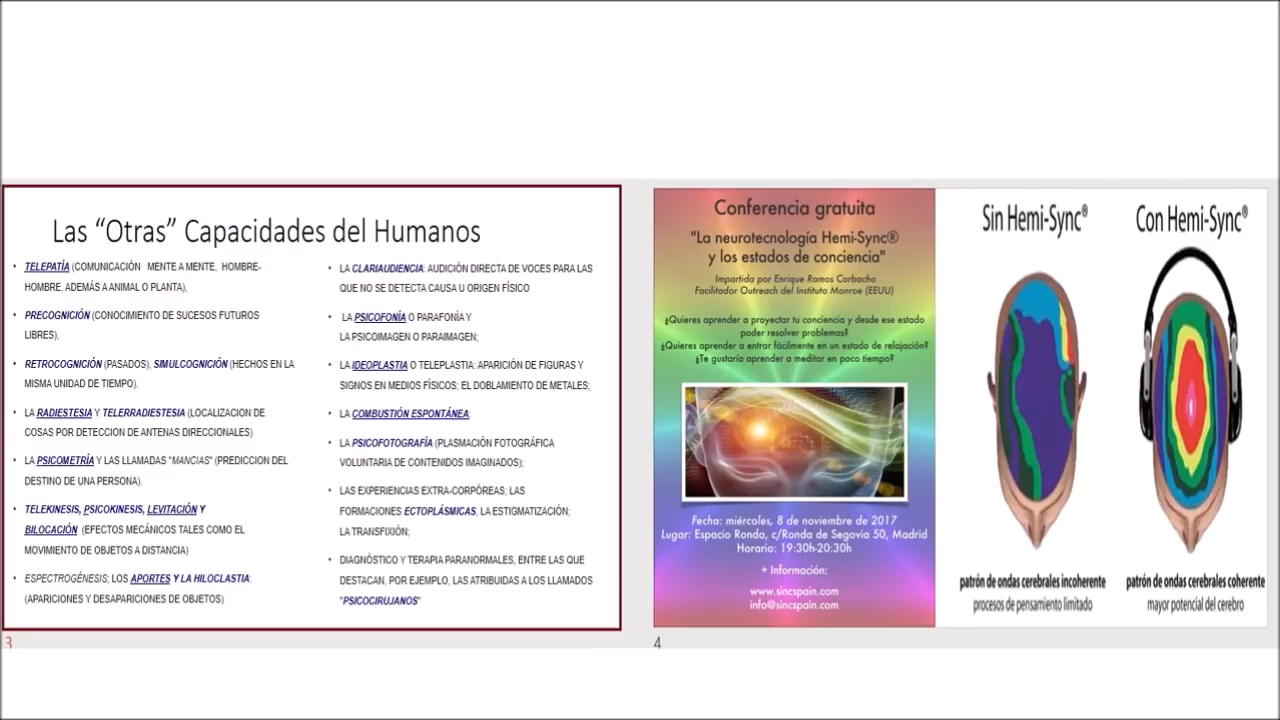 Las “Otras” Capacidades del Humanos
• TELEPATÍA (COMUNICACIÓN MENTE A MENTE, HOMBRE-
HOMBRE, ADEMÁS A ANIMAL O PLANTA),
• PRECOGNICIÓN (CONOCIMIENTO DE SUCESOS FUTUROS
LIBRES),
• RETROCOGNICIÓN (PASADOS), SIMULCOGNICIÓN (HECHOS EN LA
MISMA UNIDAD DE TIEMPO).
• LA RADIESTESIA Y TELERRADIESTESIA (LOCALIZACION DE
COSAS POR DETECCION DE ANTENAS DIRECCIONALES)
• LA PSICOMETRÍA Y LAS LLAMADAS "MANCIAS" (PREDICCION DEL
DESTINO DE UNA PERSONA).
• TELEKINESIS, PSICOKINESIS, LEVITACIÓN Y
BILOCACIÓN (EFECTOS MECÁNICOS TALES COMO EL
MOVIMIENTO DE OBJETOS A DISTANCIA)
• ESPECTROGÉNESIS; LOS APORTES Y LA HILOCLASTIA:
(APARICIONES Y DESAPARICIONES DE OBJETOS)
• LA CLARIAUDIENCIA: AUDICIÓN DIRECTA DE VOCES PARA LAS
QUE NO SE DETECTA CAUSA U ORIGEN FÍSICO
• LA PSICOFONÍA O PARAFONÍA Y
LA PSICOIMAGEN O PARAIMAGEN;
• LA IDEOPLASTIA O TELEPLASTIA: APARICIÓN DE FIGURAS Y
SIGNOS EN MEDIOS FÍSICOS; EL DOBLAMIENTO DE METALES;
• LA COMBUSTIÓN ESPONTÁNEA;
• LA PSICOFOTOGRAFÍA (PLASMACIÓN FOTOGRÁFICA
VOLUNTARIA DE CONTENIDOS IMAGINADOS);
• LAS EXPERIENCIAS EXTRA-CORPÓREAS; LAS
FORMACIONES ECTOPLÁSMICAS, LA ESTIGMATIZACIÓN;
LA TRANSFIXIÓN;
• DIAGNÓSTICO Y TERAPIA PARANORMALES, ENTRE LAS QUE
DESTACAN, POR EJEMPLO, LAS ATRIBUIDAS A LOS LLAMADOS
"PSICOCIRUJANOS"
3
Conferencia gratuita
"La neurotecnología Hemi-Sync®
y los estados de conciencia"
Impartida por Enrique Ramos Corbacho
Facilitador Outreach del Instituto Monroe (EEUU)
¿Quieres aprender a proyectar tu conciencia y desde ese estado
poder resolver problemas?
¿Quieres aprender a entrar fácilmente en un estado de relajación?
¿Te gustaría aprender a meditar en poco tiempo?
Fecha: miércoles, 8 de noviembre de 2017
Lugar: Espacio Ronda, c/Ronda de Segovia 50, Madrid
Horario: 19:30h-20:30h
+ Información:
www.sincspain.com
info@sincspain.com
Sin Hemi-Sync®
patrón de ondas cerebrales incoherente
procesos de pensamiento limitado
Con Hemi-Sync®
patrón de ondas cerebrales coherente
mayor potencial del cerebro
4